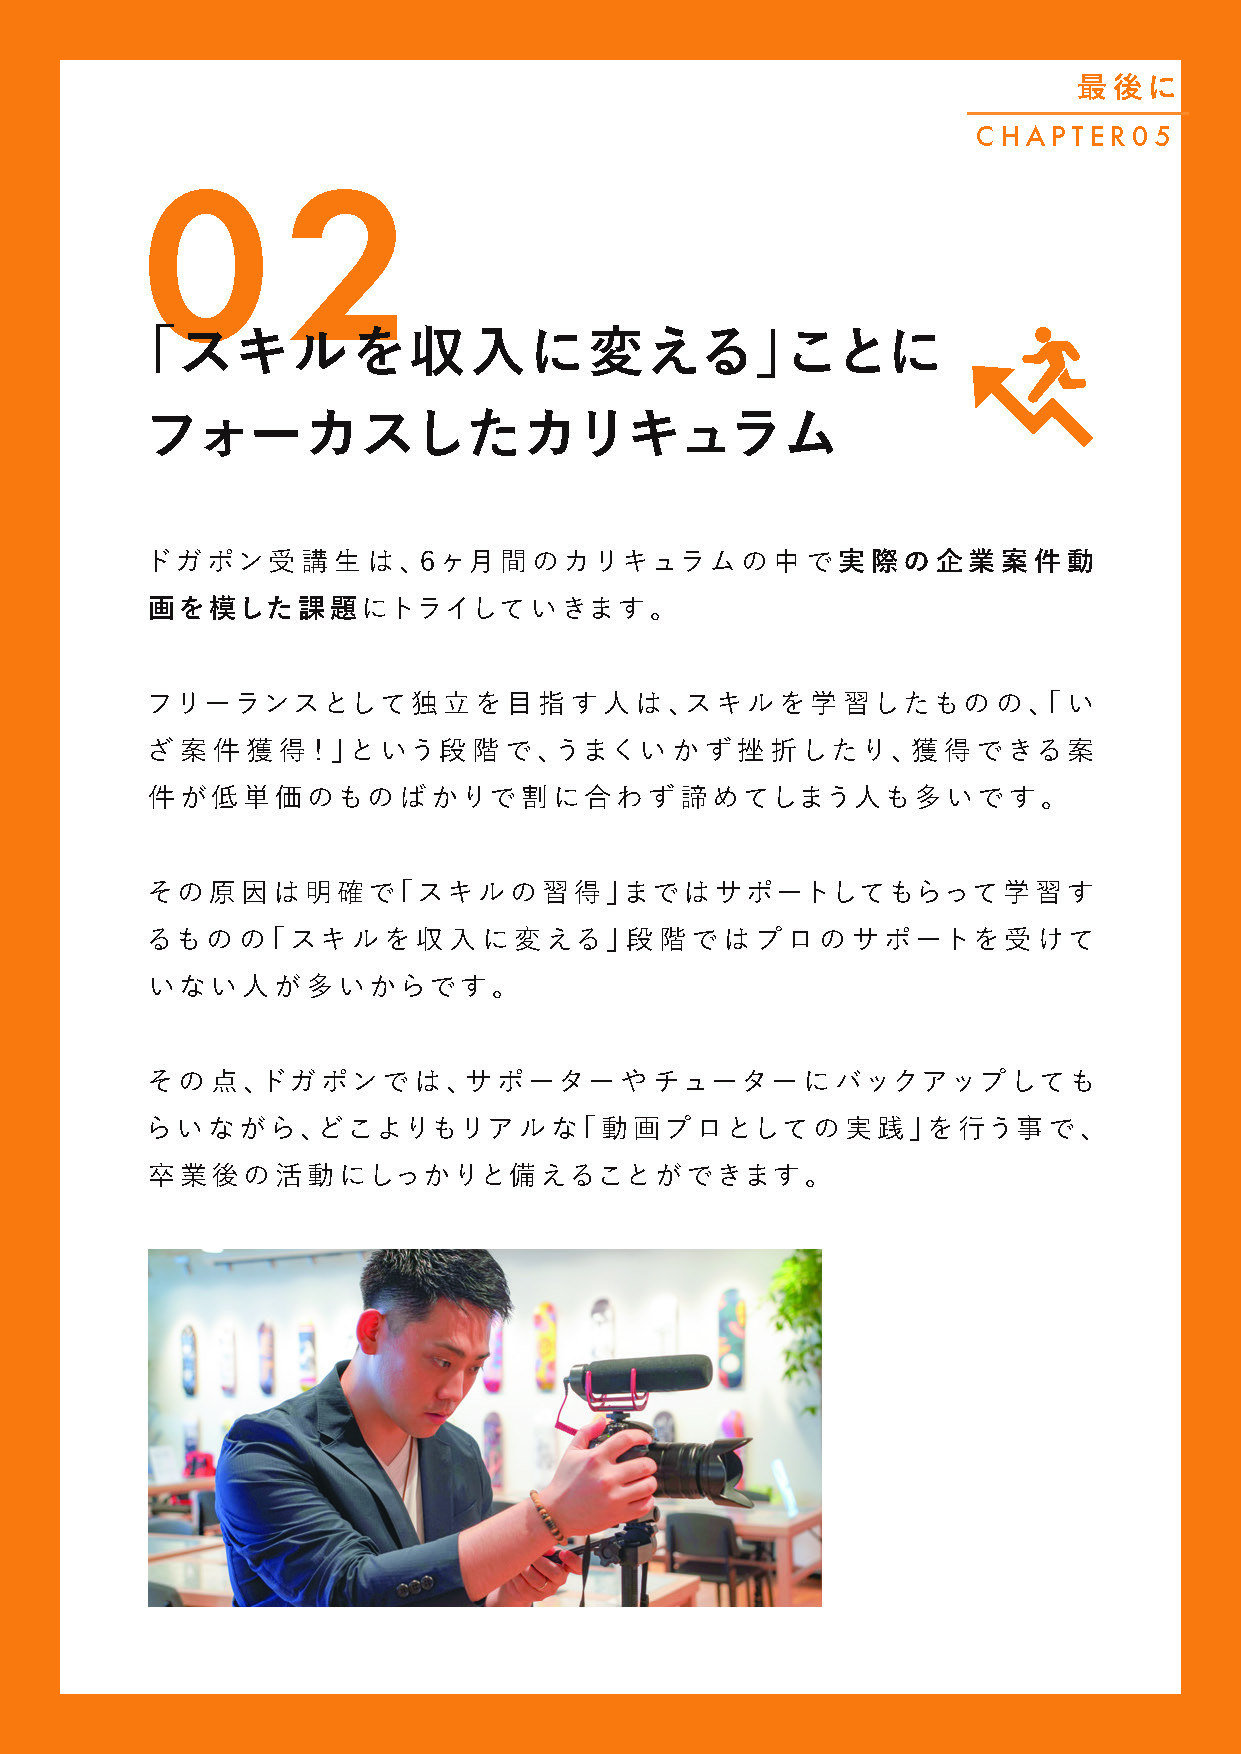 最後に
CHAPTER05
02
「スキルを収入に変える」ことに
フォーカスしたカリキュラム
ドガポン受講生は、6ヶ月間のカリキュラムの中で実際の企業案件動
画を模した課題にトライしていきます。
フリーランスとして独立を目指す人は、スキルを学習したものの、「い
ざ案件獲得！」という段階で、うまくいかず挫折したり、獲得できる案
件が低単価のものばかりで割に合わず諦めてしまう人も多いです。
その原因は明確で「スキルの習得」まではサポートしてもらって学習す
るものの「スキルを収入に変える」段階ではプロのサポートを受けて
いない人が多いからです。
その点、ドガポンでは、サポーターやチューターにバックアップしても
らいながら、どこよりもリアルな「動画プロとしての実践」を行う事で、
卒業後の活動にしっかりと備えることができます。